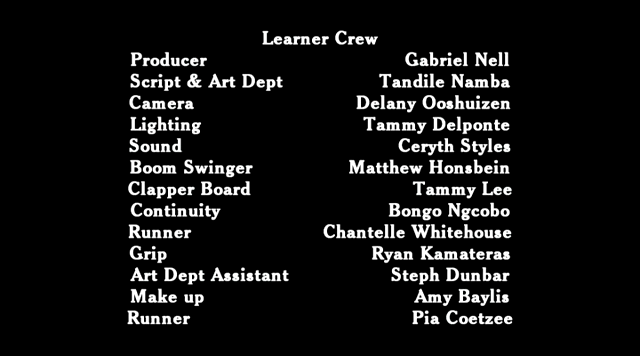 Learner Crew
Producer Gabriel Nell
Script & Art Dept Tandile Namba
Camera Delany Ooshuizen
Lighting Tammy Delponte
Sound Ceryth Styles
Boom Swinger Matthew Honsbein
Clapper Board Tammy Lee
Continuity Bongo Ngcobo
Runner Chantelle Whitehouse
Grip Ryan Kamateras
Art Dept Assistant Steph Dunbar
Make up Amy Baylis
Runner Pia Coetzee